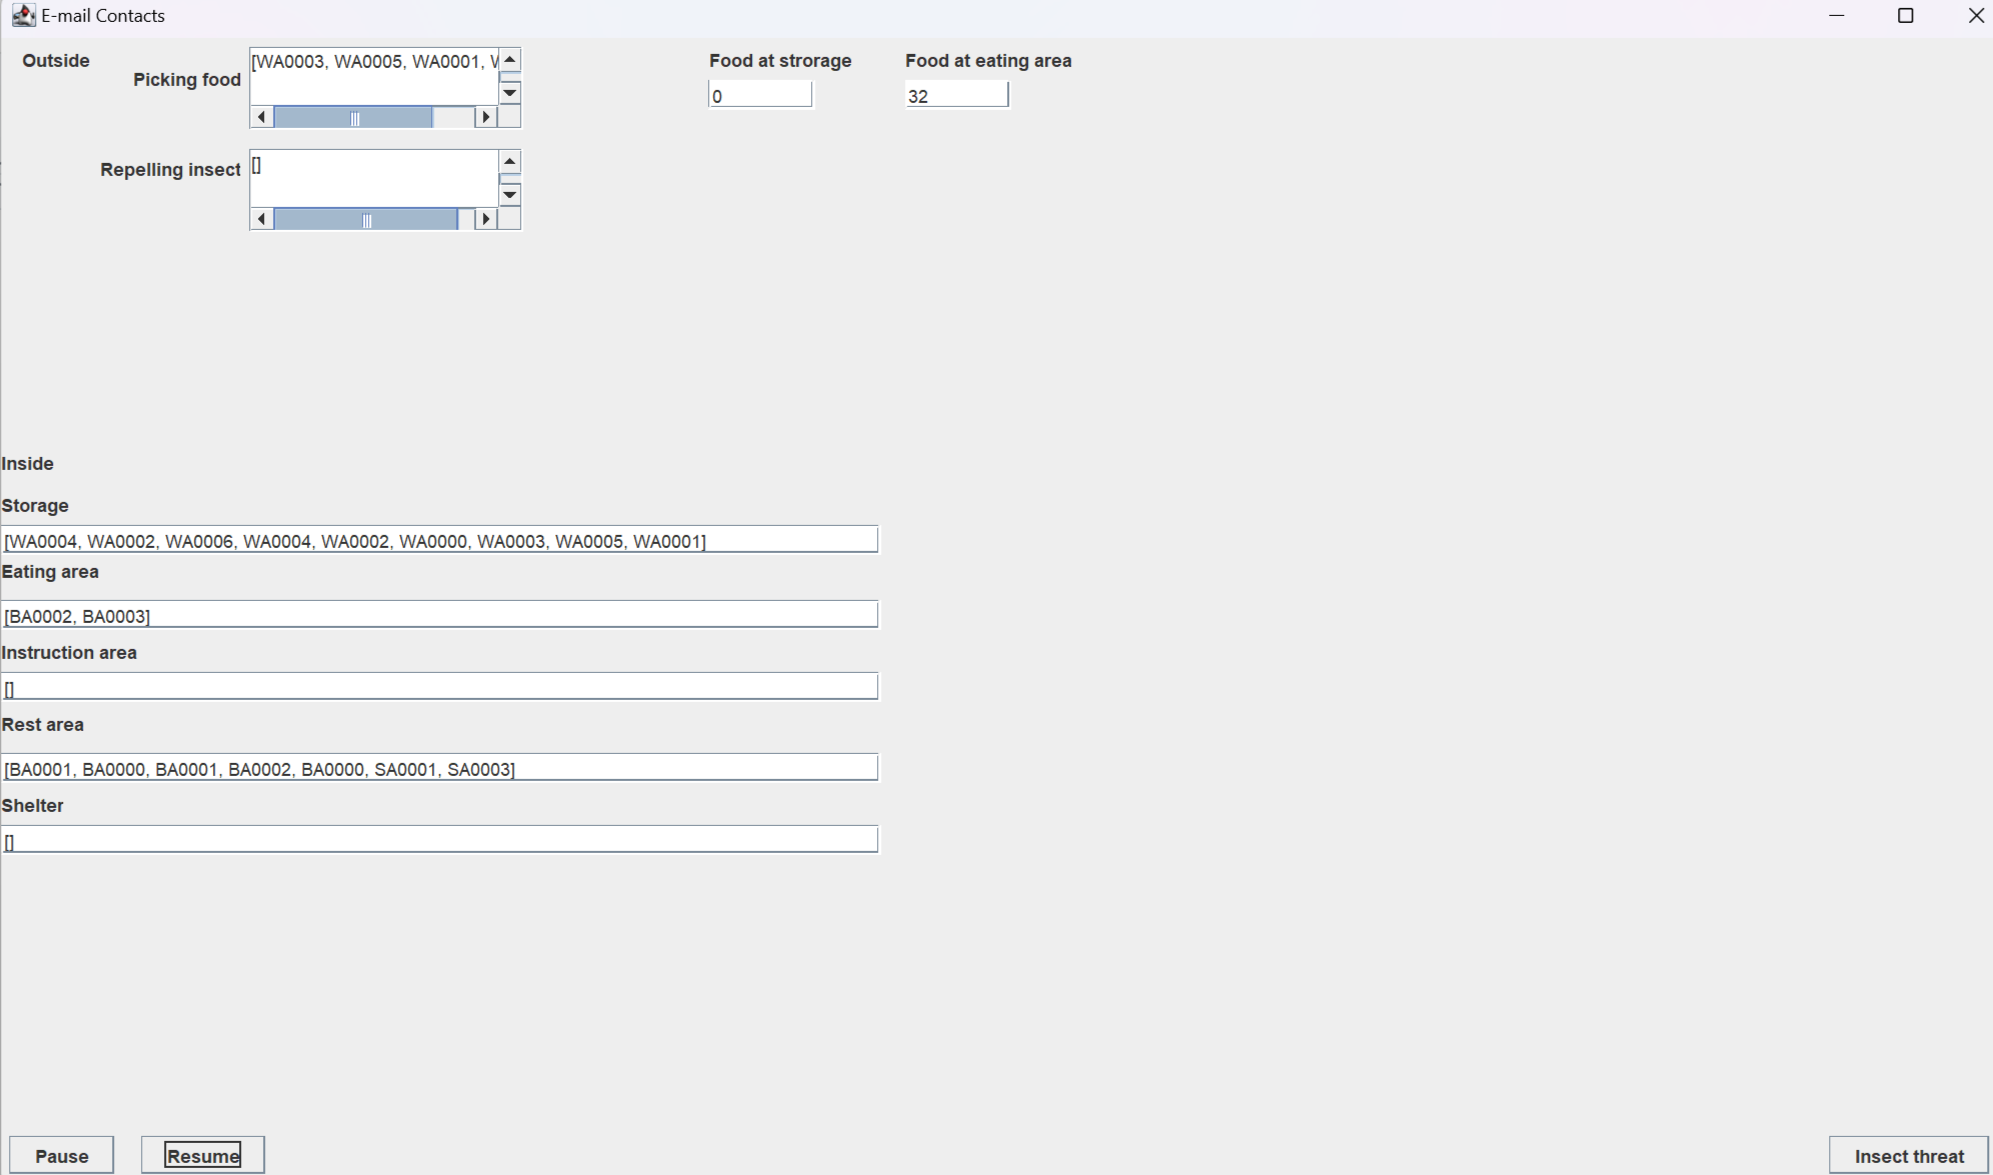 E-mail Contacts
Outside
Picking food
[WA0003, WA0005, WA0001,
Food at strorage
0
Food at eating area
32
Repelling insect
[]
Inside
Storage
[WA0004, WA0002, WA0006, WA0004, WA0002, WA0000, WA0003, WA0005, WA0001]
Eating area
[BA0002, BA0003]
Instruction area
[]
Rest area
[BA0001, BA0000, BA0001, BA0002, BA0000, SA0001, SA0003]
Shelter
[]
Pause
Resume
Insect threat